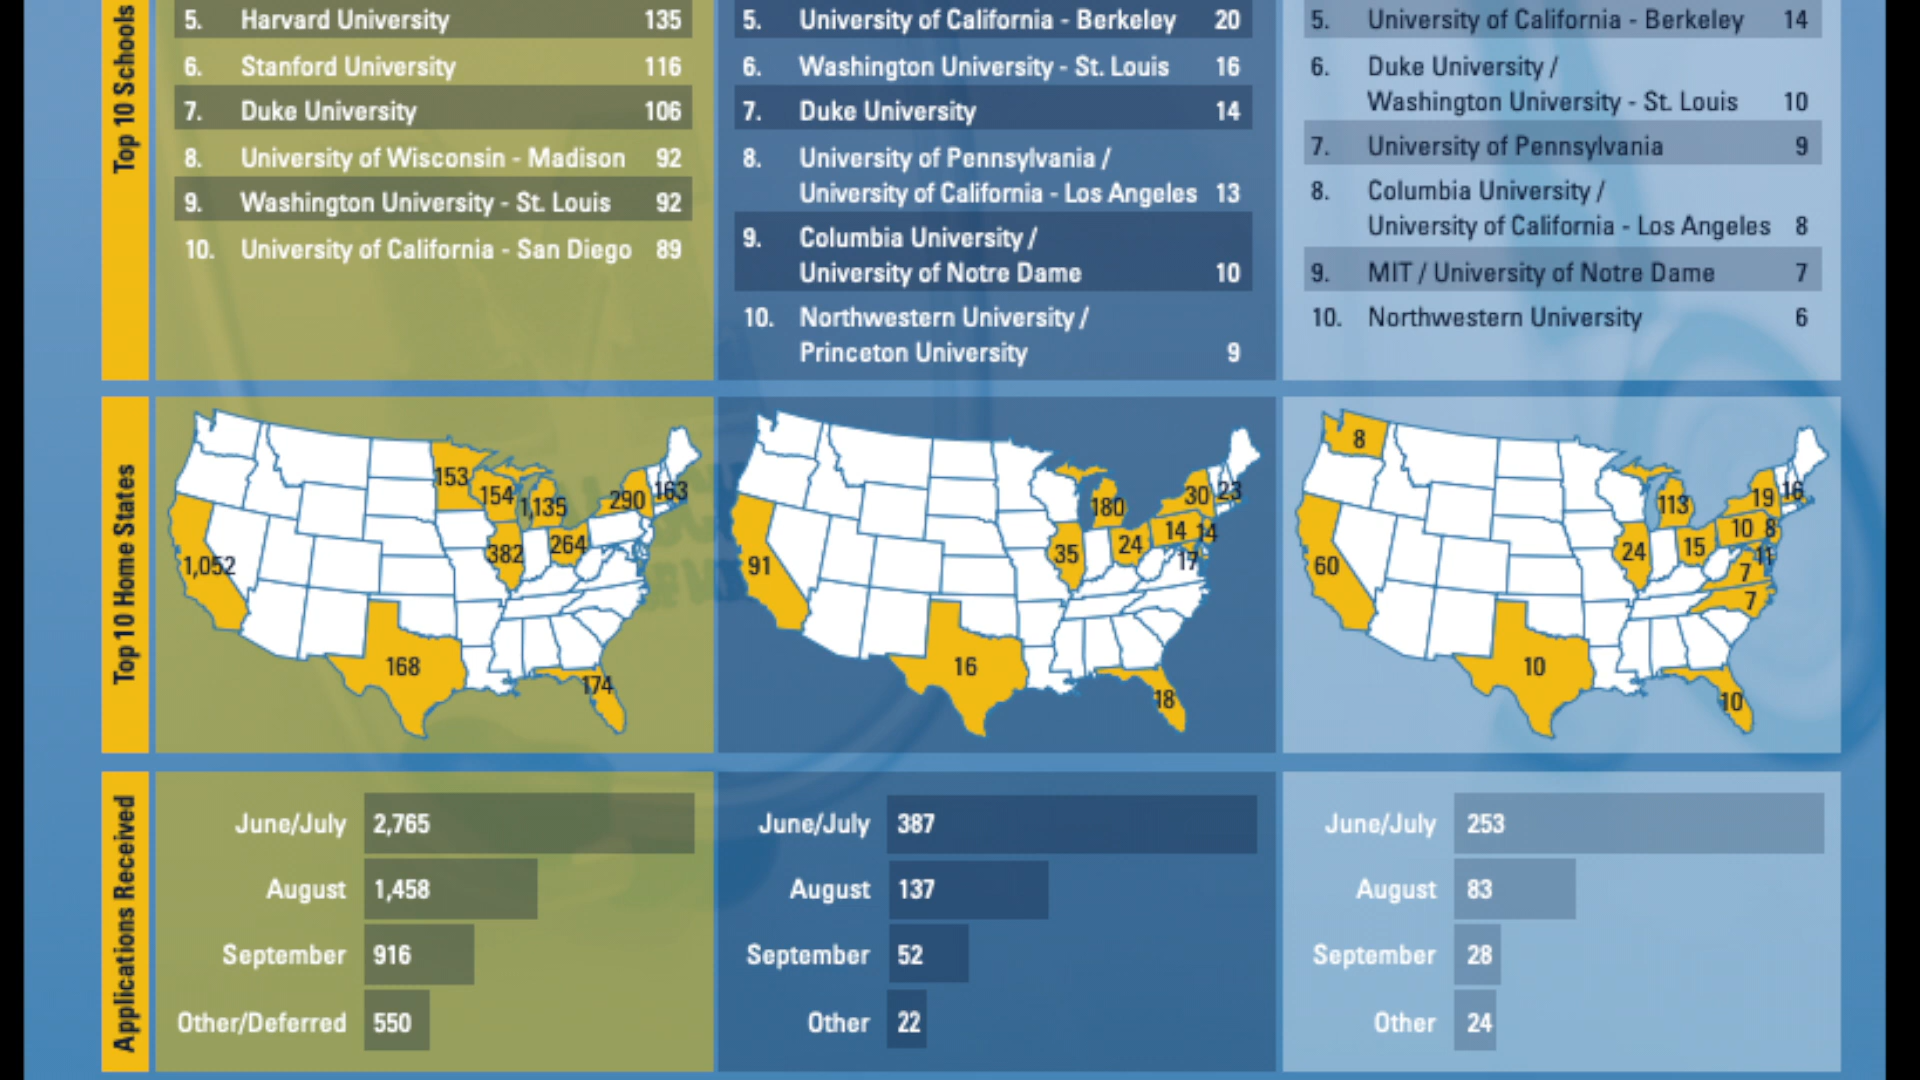 Top 10 Schools
5. Harvard University 135
6. Stanford University 116
7. Duke University 106
8. University of Wisconsin - Madison 92
9. Washington University - St. Louis 92
10. University of California - San Diego 89
5. University of California - Berkeley 20
6. Washington University - St. Louis 16
7. Duke University 14
8. University of Pennsylvania /
University of California - Los Angeles 13
9. Columbia University /
University of Notre Dame 10
10. Northwestern University /
Princeton University 9
5. University of California - Berkeley 14
6. Duke University /
Washington University - St. Louis 10
7. University of Pennsylvania 9
8. Columbia University /
University of California - Los Angeles 8
9. MIT / University of Notre Dame 7
10. Northwestern University 6
Top 10 Home States
153
154
1,135
290
163
1,052
382
264
168
174
180
30
23
91
35
24
14
14
17
16
18
8
113
19
16
60
24
15
10
8
11
7
7
10
10
Applications Received
June/July 2,765
August 1,458
September 916
Other/Deferred 550
June/July 387
August 137
September 52
Other 22
June/July 253
August 83
September 28
Other 24